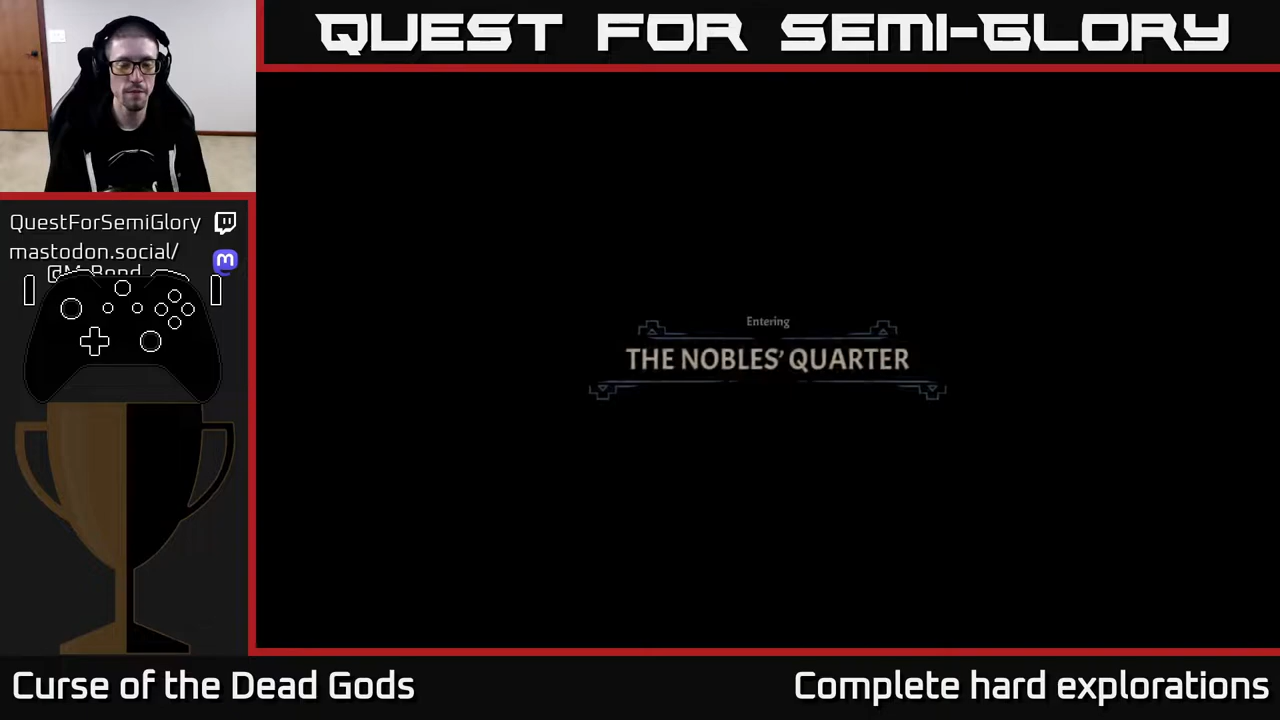 QUEST FOR SEMI-GLORY
QuestForSemiGlory
mastodon.social/
Entering
THE NOBLES' QUARTER
Curse of the Dead Gods
Complete hard explorations